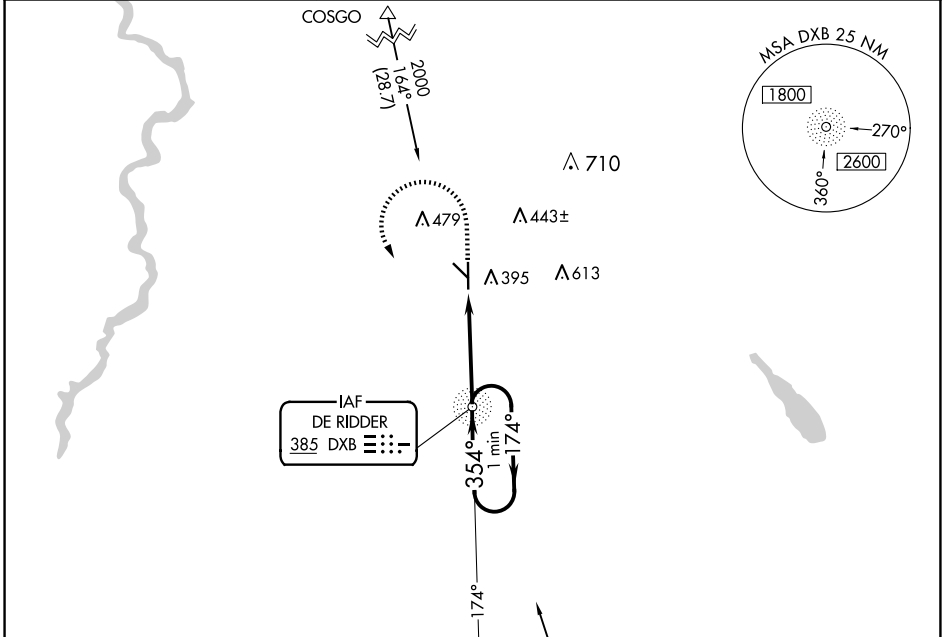 COSGO
2000
164°
(28.7)
MSA DXB 25 NM
1800
270°
2600
360°
710
479
443±
395
613
IAF
DE RIDDER
385 DXB
354°
1 min
174°
174°